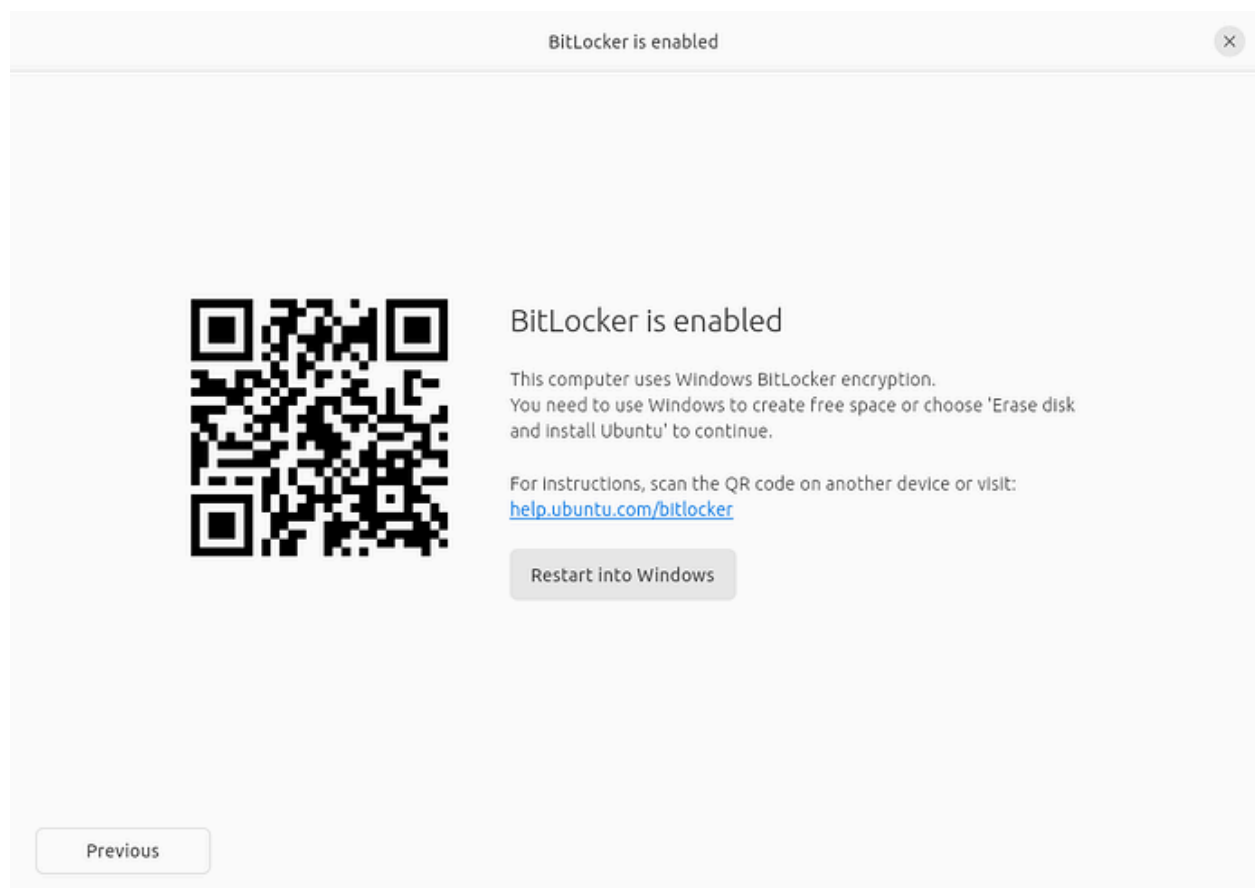 BitLocker is enabled
BitLocker is enabled
This computer uses Windows BitLocker encryption.
You need to use Windows to create free space or choose 'Erase disk
and install Ubuntu' to continue.
For instructions, scan the QR code on another device or visit:
help.ubuntu.com/bitlocker
Restart into Windows
Previous